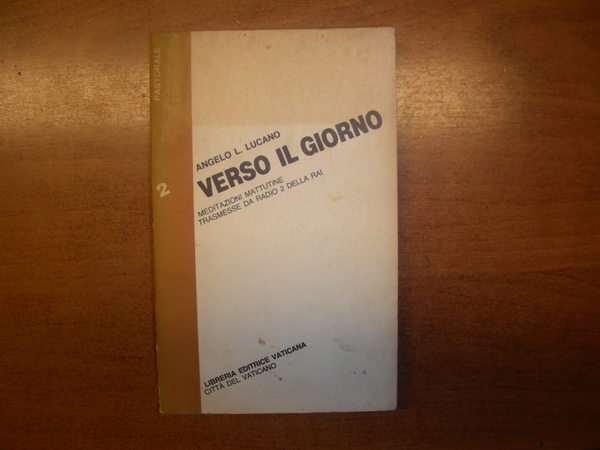 PASTORALE
2
ANGELO L. LUCANO
VERSO IL GIORNO
MEDITAZIONI MATTUTINE
TRASMESSE DA RADIO 2 DELLA RAI
LIBRERIA EDITRICE VATICANA
CITTÀ DEL VATICANO